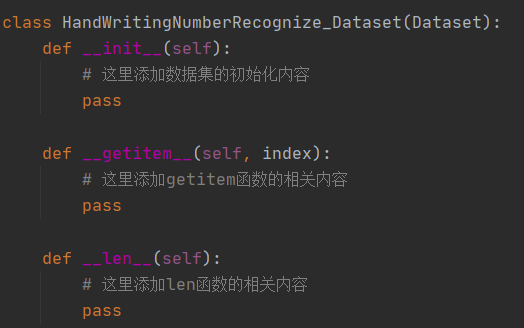 class HandWritingNumberRecognize_Dataset(Dataset):
    def __init__(self):
        # 这里添加数据集的初始化内容
        pass

    def __getitem__(self, index):
        # 这里添加getitem函数的相关内容
        pass

    def __len__(self):
        # 这里添加len函数的相关内容
        pass